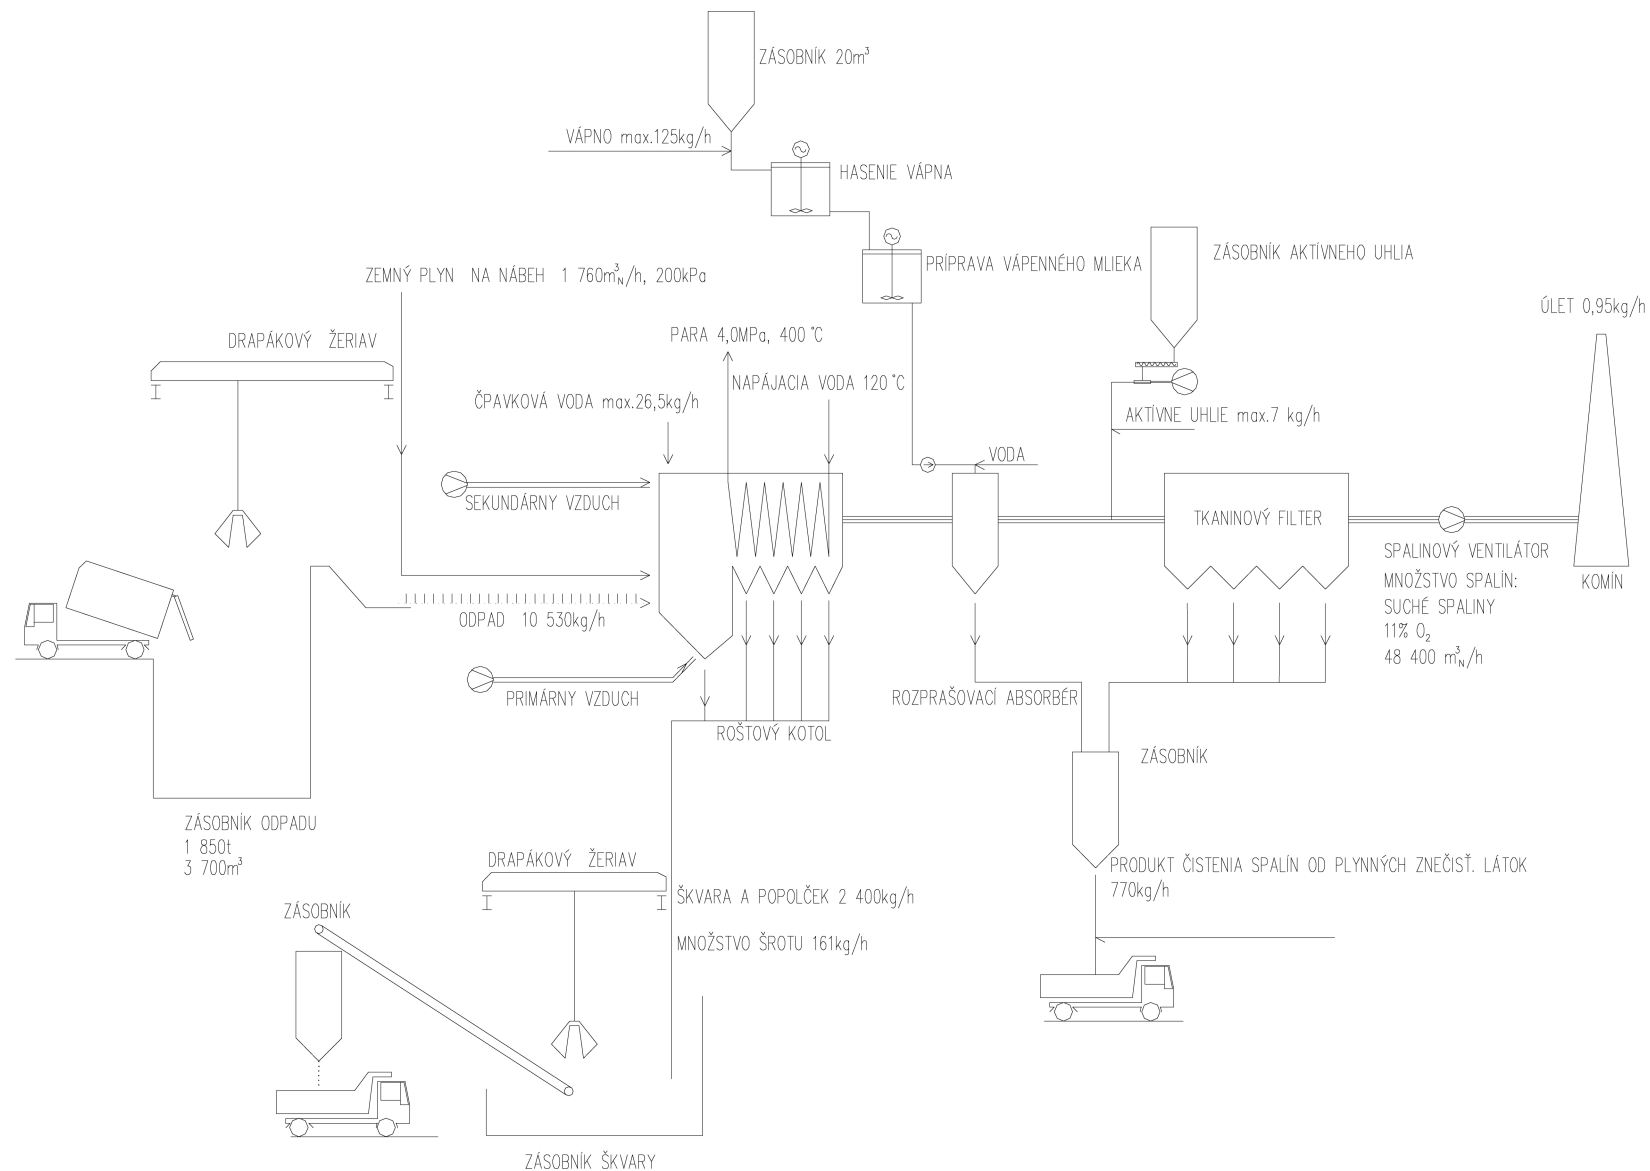 ZÁSOBNÍK 20m³
VÁPNO max.125kg/h
HASENIE VÁPNA
PRÍPRAVA VÁPENNÉHO MLIEKA
ZÁSOBNÍK AKTÍVNEHO UHLIA
ZEMNÝ PLYN NA NÁBEH 1 760m³N/h, 200kPa
ÚLET 0,95kg/h
DRAPÁKOVÝ ŽERIAV
PARA 4,0MPa, 400 °C
NAPÁJACIA VODA 120 °C
ČPAVKOVÁ VODA max.26,5kg/h
AKTÍVNE UHLIE max.7 kg/h
VODA
SEKUNDÁRNY VZDUCH
TKANINOVÝ FILTER
SPALINOVÝ VENTILÁTOR
MNOŽSTVO SPALÍN:
SUCHÉ SPALINY
11% O₂
48 400 m³N/h
KOMÍN
ODPAD 10 530kg/h
PRIMÁRNY VZDUCH
ROZPRAŠOVACÍ ABSORBÉR
ROŠTOVÝ KOTOL
ZÁSOBNÍK
ZÁSOBNÍK ODPADU
1 850t
3 700m³
DRAPÁKOVÝ ŽERIAV
PRODUKT ČISTENIA SPALÍN OD PLYNNÝCH ZNEČISŤ. LÁTOK
770kg/h
ŠKVARA A POPOLČEK 2 400kg/h
ZÁSOBNÍK
MNOŽSTVO ŠROTU 161kg/h
ZÁSOBNÍK ŠKVARY